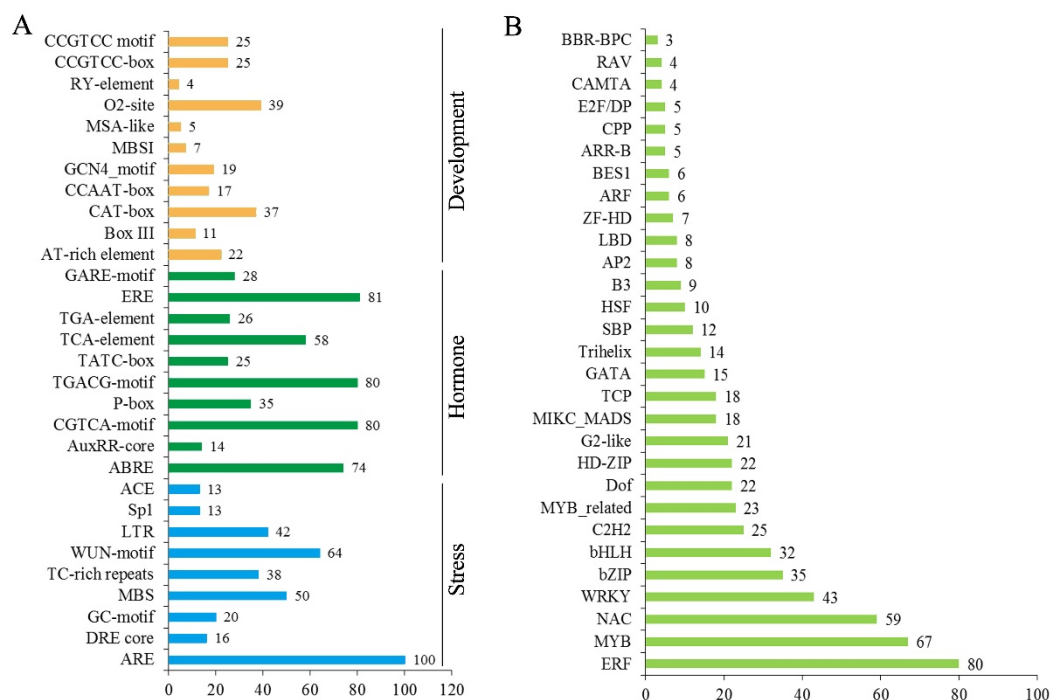 A
CCGTCC motif 25
CCGTCC-box 25
RY-element 4
O2-site 39
MSA-like 5
MBSI 7
GCN4_motif 19
CCAAT-box 17
CAT-box 37
Box III 11
AT-rich element 22
Development
GARE-motif 28
ERE 81
TGA-element 26
TCA-element 58
TATC-box 25
TGACG-motif 80
P-box 35
CGTCA-motif 80
AuxRR-core 14
ABRE 74
Hormone
ACE 13
Sp1 13
LTR 42
WUN-motif 64
TC-rich repeats 38
MBS 50
GC-motif 20
DRE core 16
ARE 100
Stress
0 20 40 60 80 100 120
B
BBR-BPC 3
RAV 4
CAMTA 4
E2F/DP 5
CPP 5
ARR-B 5
BES1 6
ARF 6
ZF-HD 7
LBD 8
AP2 8
B3 9
HSF 10
SBP 12
Trihelix 14
GATA 15
TCP 18
MIKC_MADS 18
G2-like 21
HD-ZIP 22
Dof 22
MYB_related 23
C2H2 25
bHLH 32
bZIP 35
WRKY 43
NAC 59
MYB 67
ERF 80
0 20 40 60 80 100